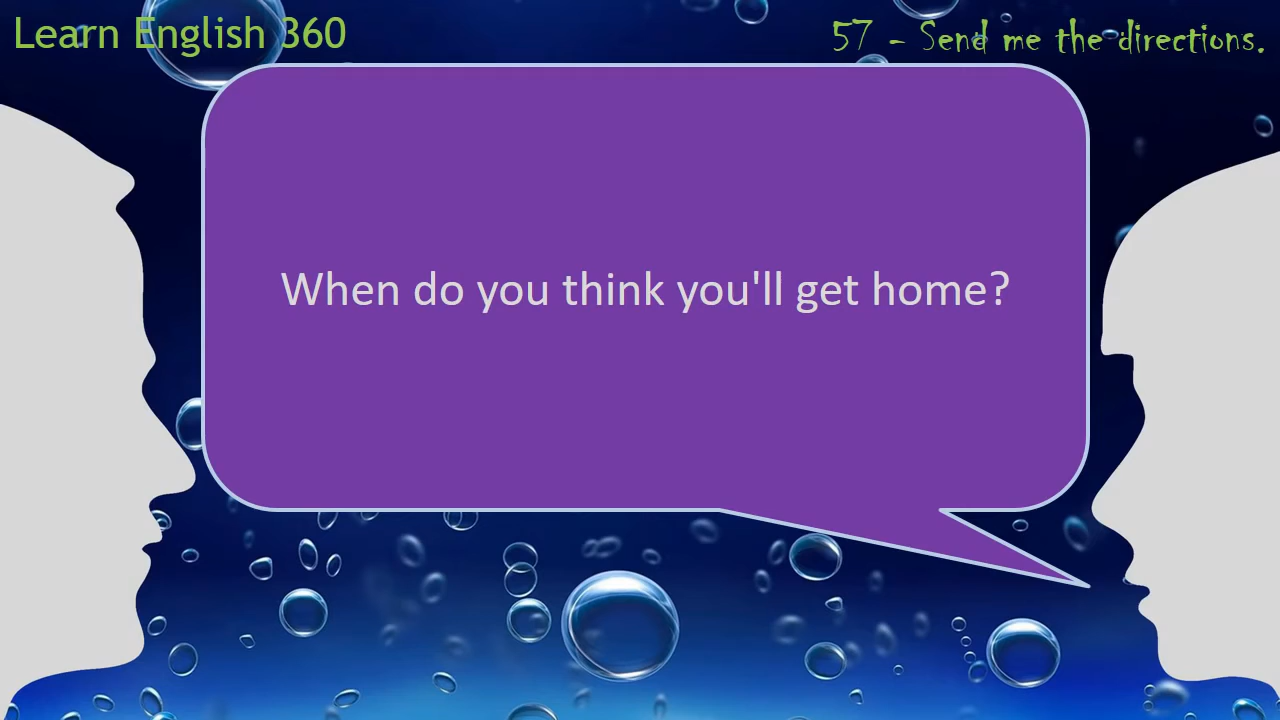 Learn English 360
57 - Send me the directions.
When do you think you'll get home?